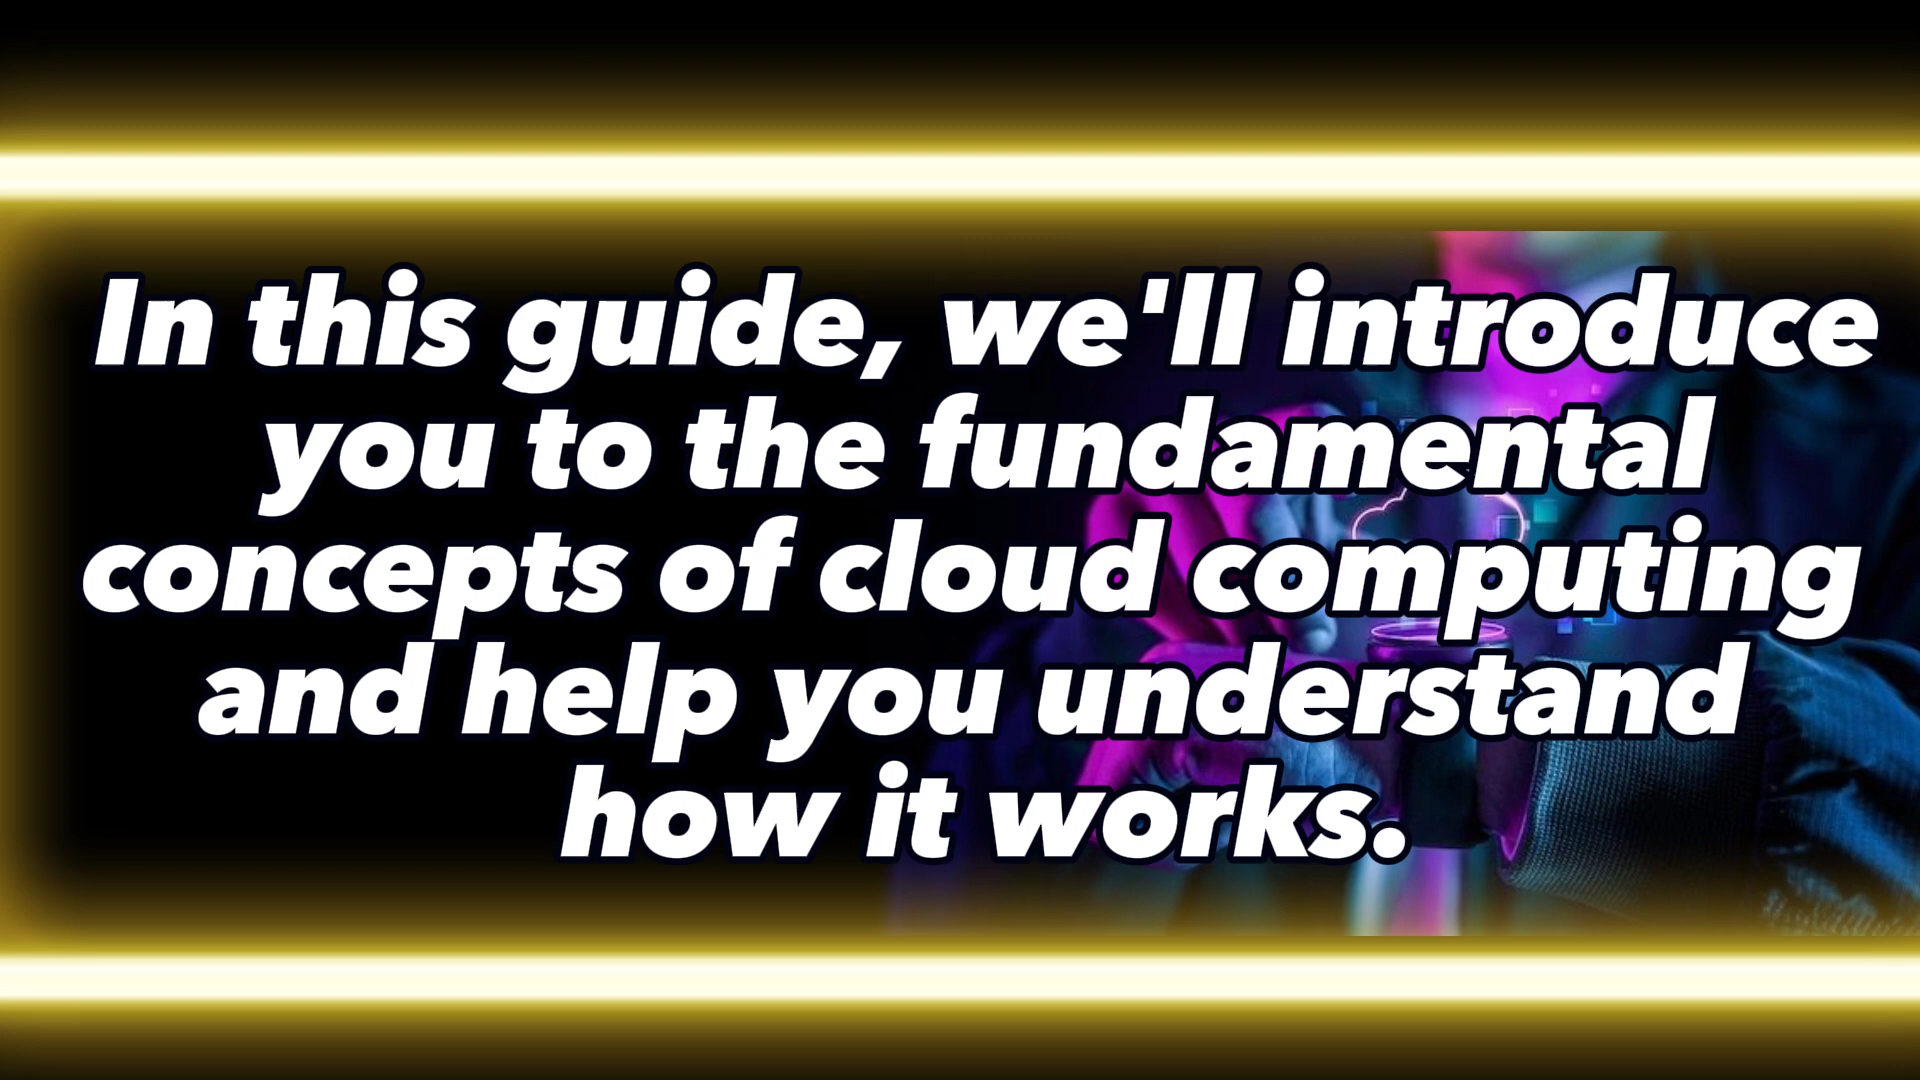 In this guide, we'll introduce
you to the fundamental
concepts of cloud computing
and help you understand
how it works.